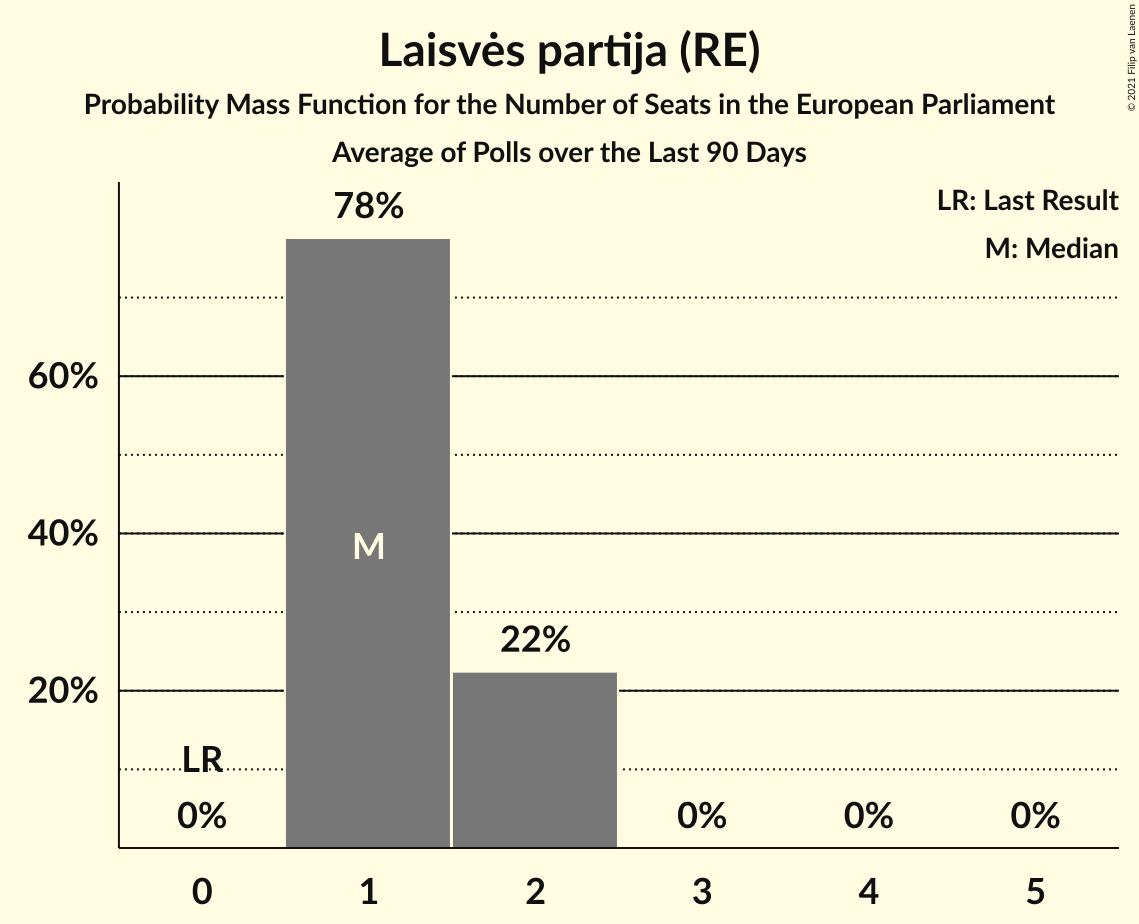 Laisvės partija (RE)
Probability Mass Function for the Number of Seats in the European Parliament
Average of Polls over the Last 90 Days
© 2021 Filip van Laenen
LR: Last Result
M: Median
78%
60%
40%
M
22%
20%
LR
0%
0%
0%
0%
0
1
2
3
4
5